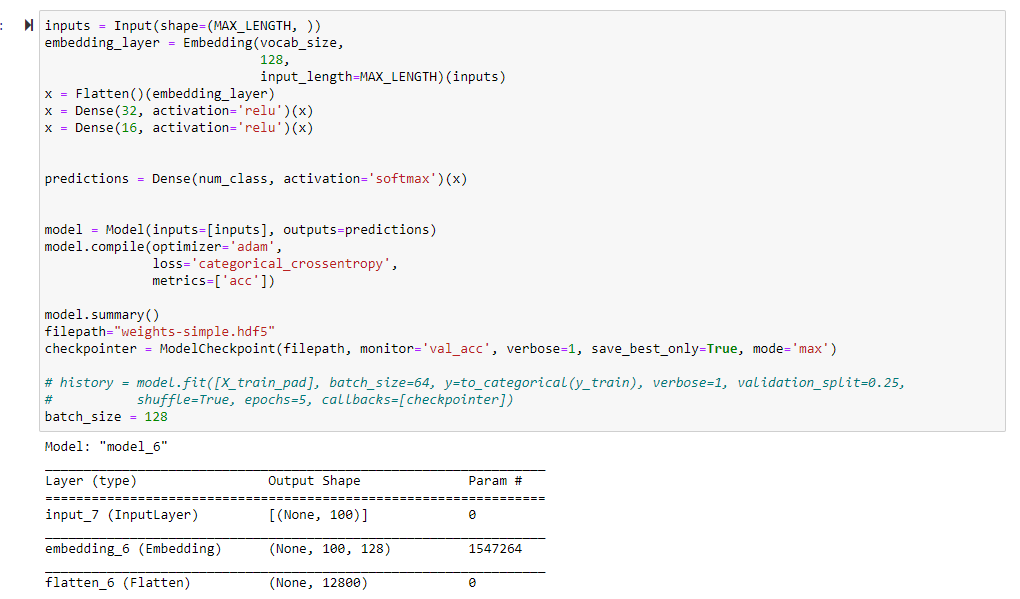 inputs = Input(shape=(MAX_LENGTH, ))
embedding_layer = Embedding(vocab_size,
                            128,
                            input_length=MAX_LENGTH)(inputs)
x = Flatten()(embedding_layer)
x = Dense(32, activation='relu')(x)
x = Dense(16, activation='relu')(x)
predictions = Dense(num_class, activation='softmax')(x)
model = Model(inputs=[inputs], outputs=predictions)
model.compile(optimizer='adam',
              loss='categorical_crossentropy',
              metrics=['acc'])
model.summary()
filepath="weights-simple.hdf5"
checkpointer = ModelCheckpoint(filepath, monitor='val_acc', verbose=1, save_best_only=True, mode='max')
# history = model.fit([X_train_pad], batch_size=64, y=to_categorical(y_train), verbose=1, validation_split=0.25,
#           shuffle=True, epochs=5, callbacks=[checkpointer])
batch_size = 128
Model: "model_6"
_________________________________________________________________
Layer (type)                 Output Shape              Param #
=================================================================
input_7 (InputLayer)         [(None, 100)]             0
_________________________________________________________________
embedding_6 (Embedding)      (None, 100, 128)          1547264
_________________________________________________________________
flatten_6 (Flatten)          (None, 12800)             0